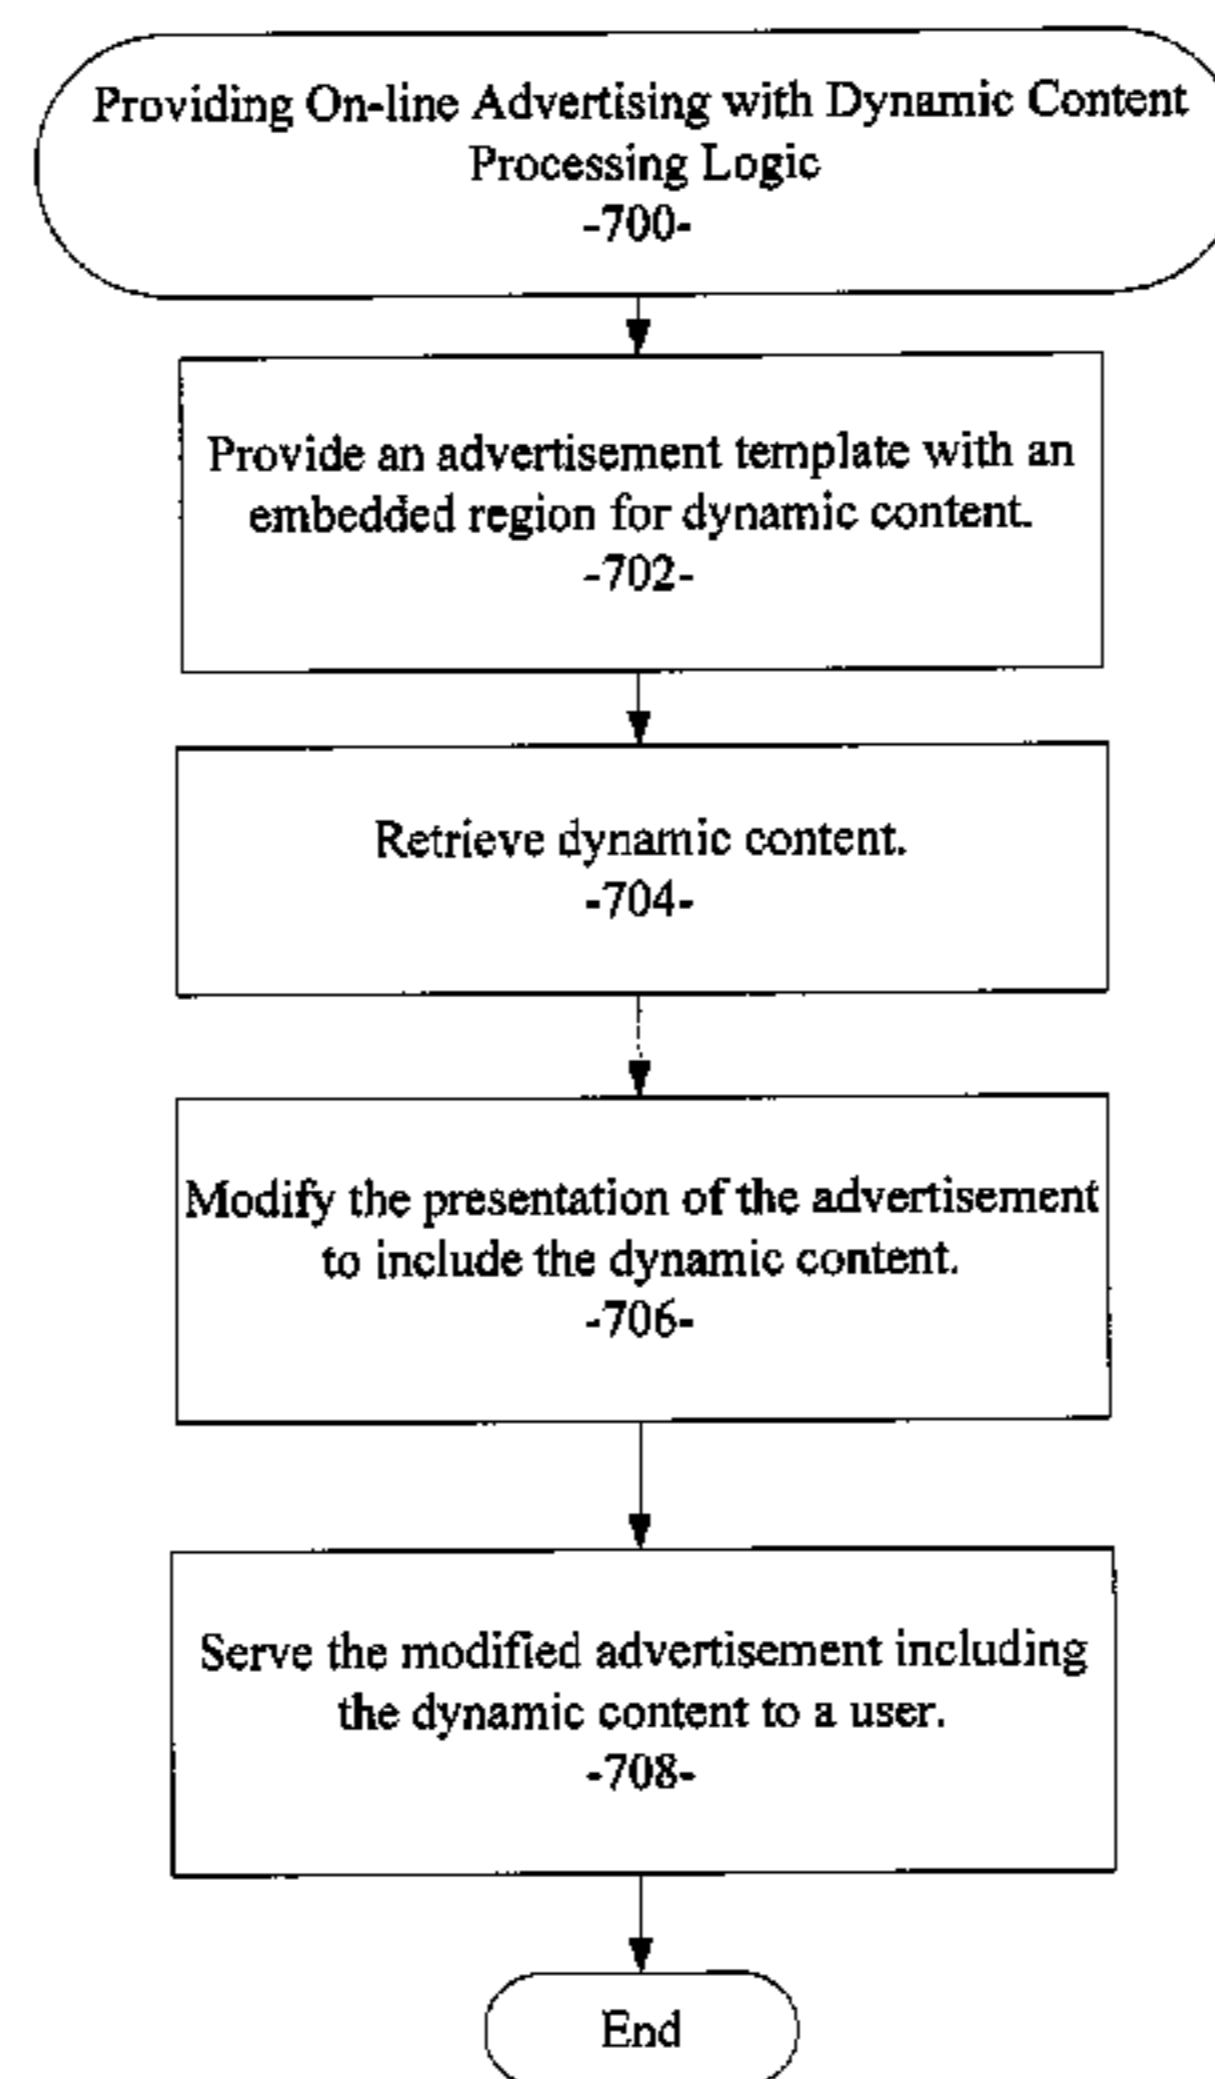 Providing On-line Advertising with Dynamic Content
Processing Logic
-700-
Provide an advertisement template with an
embedded region for dynamic content.
-702-
Retrieve dynamic content.
-704-
Modify the presentation of the advertisement
to include the dynamic content.
-706-
Serve the modified advertisement including
the dynamic content to a user.
-708-
End